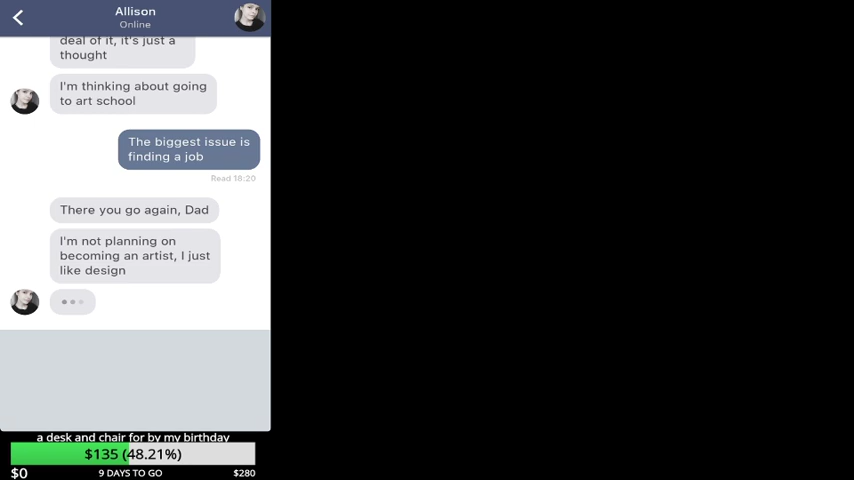 Allison
Online
deal of it, it's just a
thought
I'm thinking about going
to art school
The biggest issue is
finding a job
Read 18:20
There you go again, Dad
I'm not planning on
becoming an artist, I just
like design
a desk and chair for by my birthday
$135 (48.21%)
$0
9 DAYS TO GO
$280